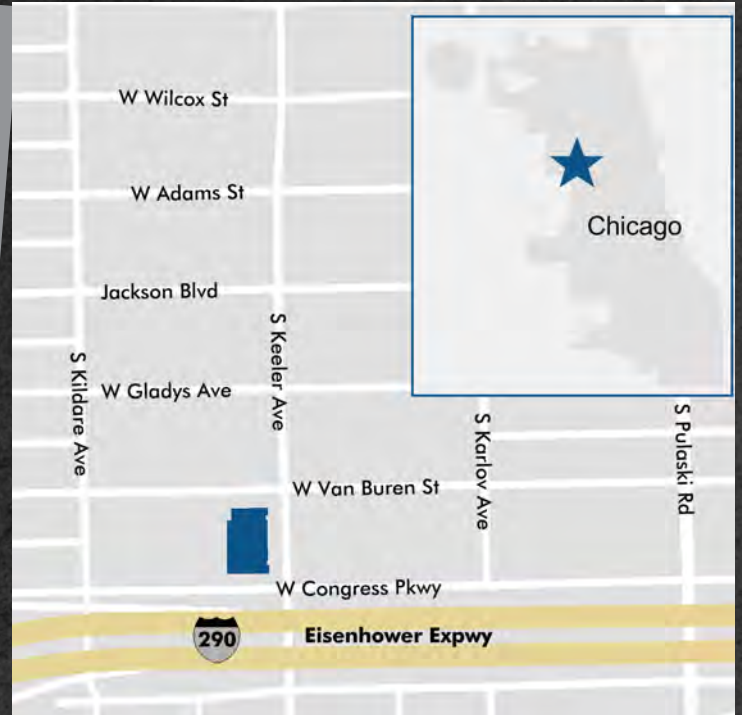 W Wilcox St
W Adams St
Chicago
Jackson Blvd
S Kildare Ave
S Keeler Ave
W Gladys Ave
S Karlov Ave
S Pulaski Rd
W Van Buren St
W Congress Pkwy
290
Eisenhower Expwy